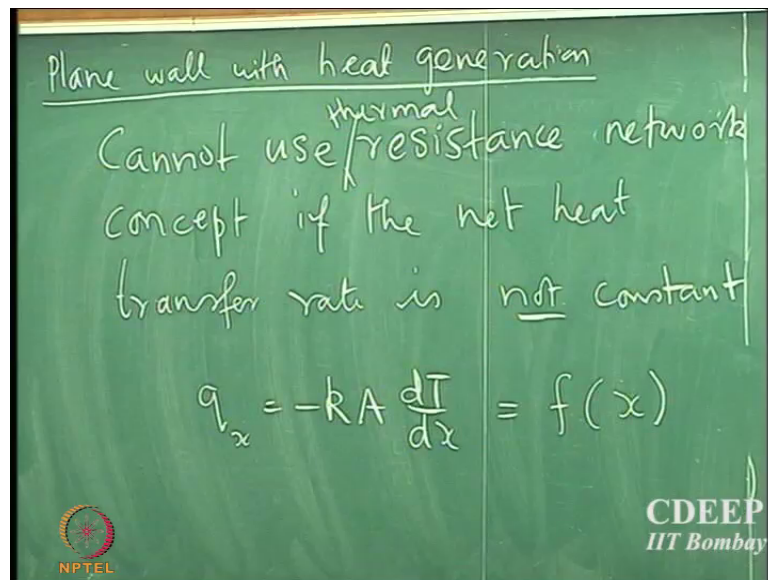 Plane wall with heat generation
thermal
Cannot use resistance network
concept if the net heat
transfer rate is not constant
q_x = -kA dT/dx = f(x)
CDEEP
IIT Bombay
NPTEL